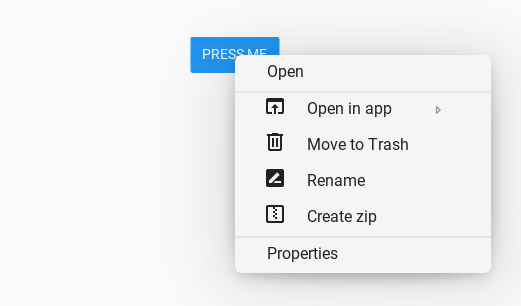 PRESS ME
Open
Open in app
Move to Trash
Rename
Create zip
Properties